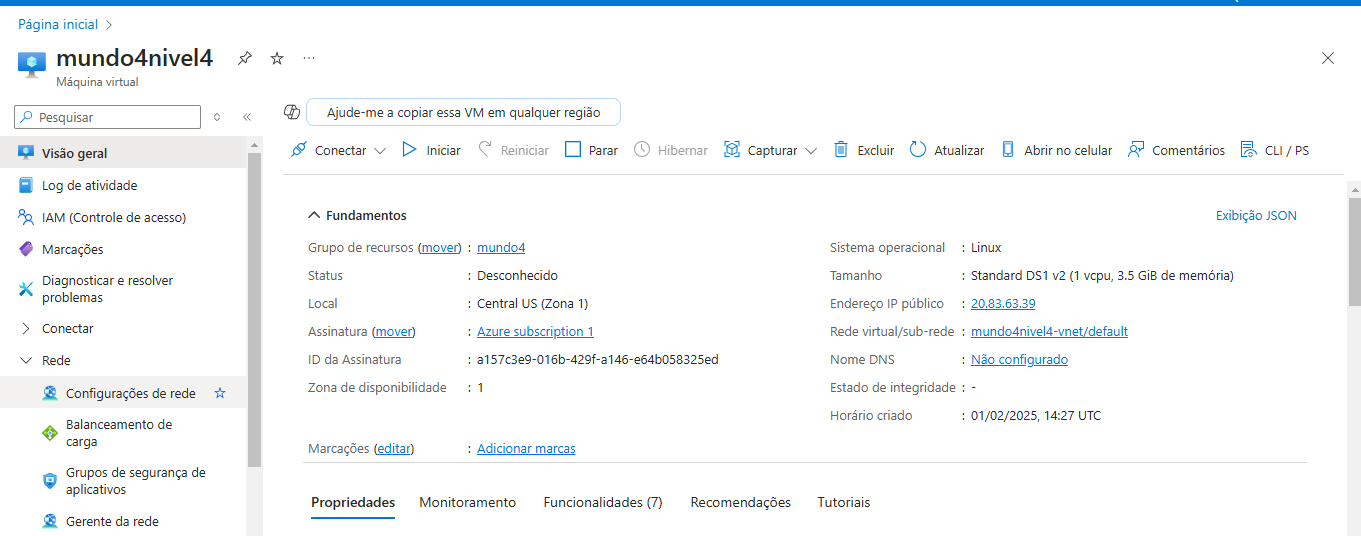 Página initial
mundo4nivel4
Máquina virtual
Pesquisar
Ajude-me a copiar essa VM em qualquer região
Conectar Iniciar Reiniciar Parar Hibernar Capturar Excluir Atualizar Abrir no celular Comentários CLI / PS
Visão geral
Log de atividade
IAM (Controle de acesso)
Marcações
Diagnosticar e resolver
problemas
Conectar
Rede
Configurações de rede
Balanceamento de
carga
Grupos de segurança de
aplicativos
Gerente da rede
Fundamentos
Exibição JSON
Grupo de recursos (mover) : mundo4
Status : Desconhecido
Local : Central US (Zona 1)
Assinatura (mover) : Azure subscription 1
ID da Assinatura : a157c3e9-016b-429f-a146-e64b058325ed
Zona de disponibilidade : 1
Sistema operacional : Linux
Tamanho : Standard DS1 v2 (1 vcpu, 3.5 GiB de memória)
Endereço IP público : 20.83.63.39
Rede virtual/sub-rede : mundo4nivel4-vnet/default
Nome DNS : Não configurado
Estado de integridade : -
Horário criado : 01/02/2025, 14:27 UTC
Marcações (editar) : Adicionar marcas
Propriedades Monitoramento Funcionalidades (7) Recomendações Tutoriais